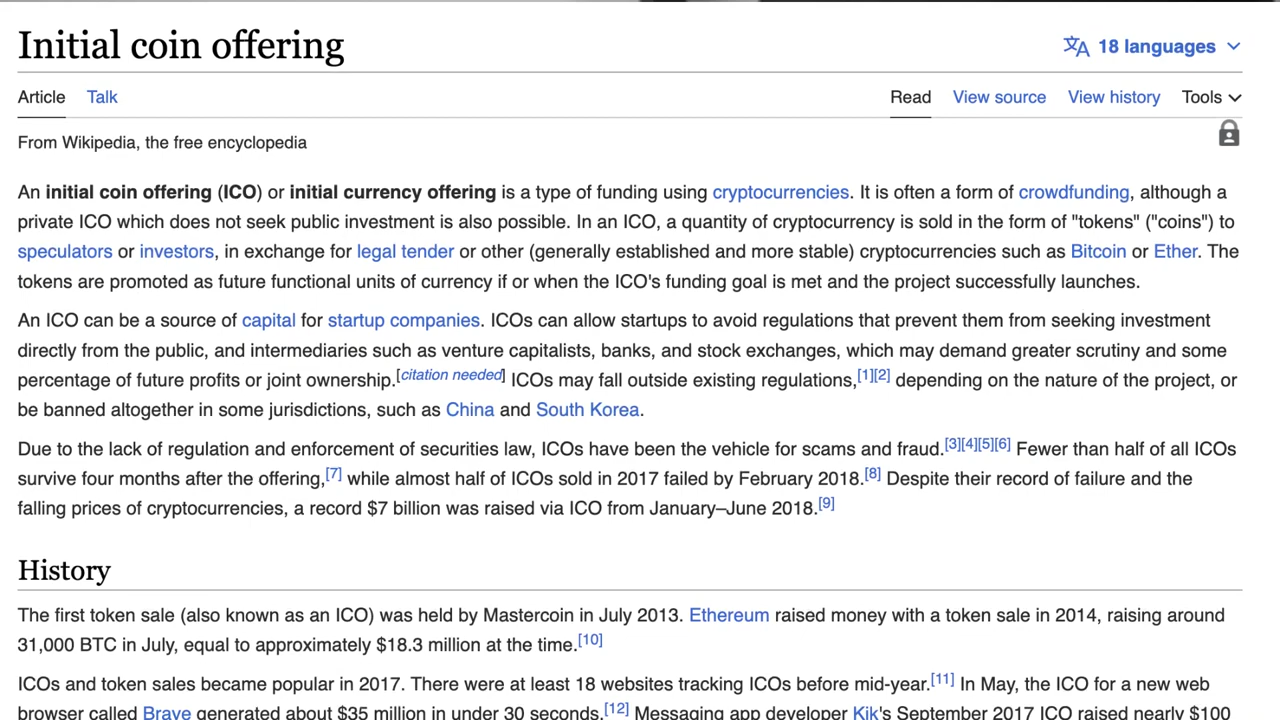 Initial coin offering
18 languages
Article Talk Read View source View history Tools
From Wikipedia, the free encyclopedia
An initial coin offering (ICO) or initial currency offering is a type of funding using cryptocurrencies. It is often a form of crowdfunding, although a
private ICO which does not seek public investment is also possible. In an ICO, a quantity of cryptocurrency is sold in the form of "tokens" ("coins") to
speculators or investors, in exchange for legal tender or other (generally established and more stable) cryptocurrencies such as Bitcoin or Ether. The
tokens are promoted as future functional units of currency if or when the ICO's funding goal is met and the project successfully launches.
An ICO can be a source of capital for startup companies. ICOs can allow startups to avoid regulations that prevent them from seeking investment
directly from the public, and intermediaries such as venture capitalists, banks, and stock exchanges, which may demand greater scrutiny and some
percentage of future profits or joint ownership.[citation needed] ICOs may fall outside existing regulations,[1][2] depending on the nature of the project, or
be banned altogether in some jurisdictions, such as China and South Korea.
Due to the lack of regulation and enforcement of securities law, ICOs have been the vehicle for scams and fraud.[3][4][5][6] Fewer than half of all ICOs
survive four months after the offering,[7] while almost half of ICOs sold in 2017 failed by February 2018.[8] Despite their record of failure and the
falling prices of cryptocurrencies, a record $7 billion was raised via ICO from January–June 2018.[9]
History
The first token sale (also known as an ICO) was held by Mastercoin in July 2013. Ethereum raised money with a token sale in 2014, raising around
31,000 BTC in July, equal to approximately $18.3 million at the time.[10]
ICOs and token sales became popular in 2017. There were at least 18 websites tracking ICOs before mid-year.[11] In May, the ICO for a new web
browser called Brave generated about $35 million in under 30 seconds.[12] Messaging app developer Kik's September 2017 ICO raised nearly $100